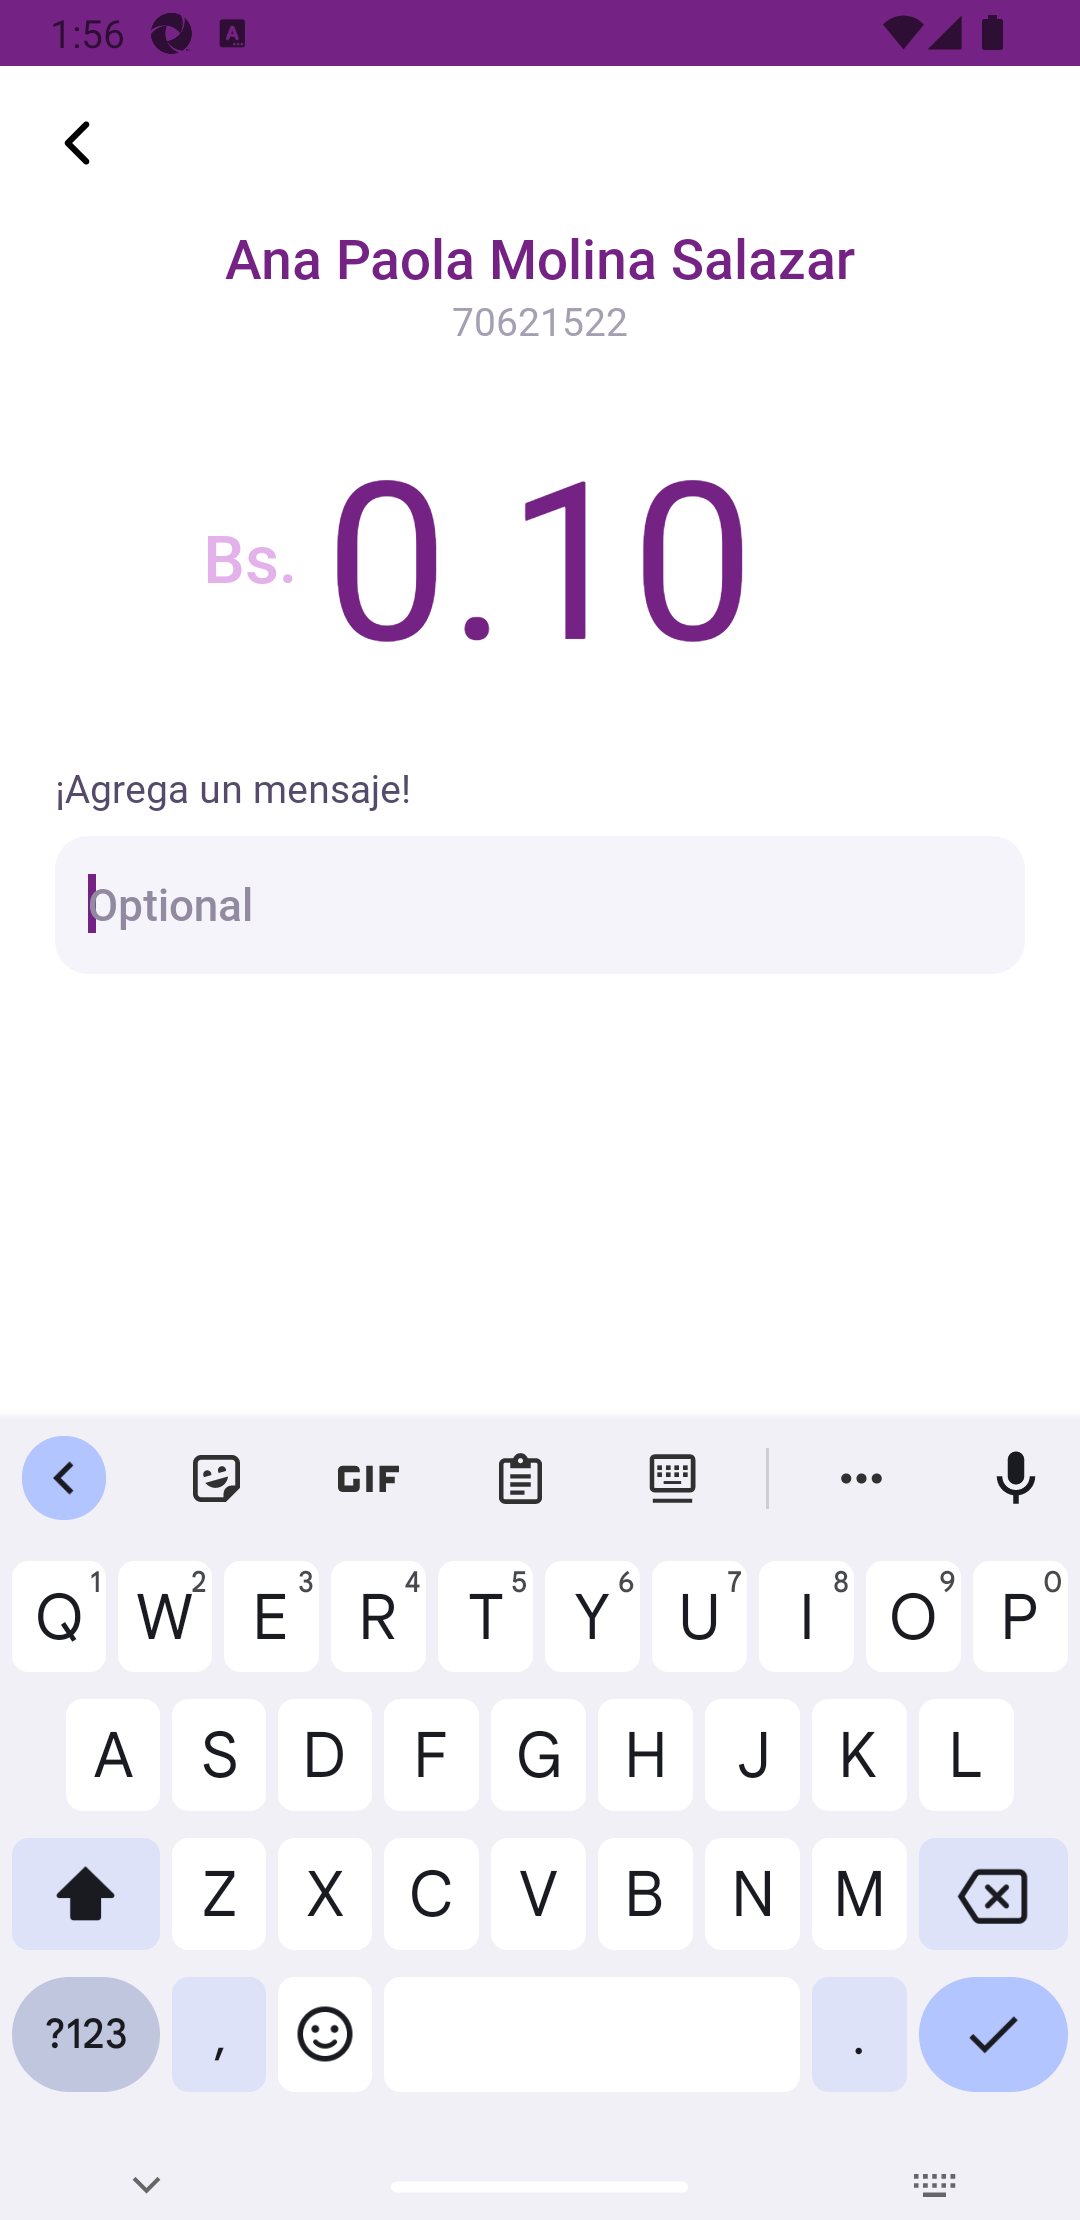 1:56
Ana Paola Molina Salazar
70621522
Bs. 0.10
¡Agrega un mensaje!
Optional
GIF
Q1 W2 E3 R4 T5 Y6 U7 I8 O9 P0
A S D F G H J K L
Z X C V B N M
?123 , .